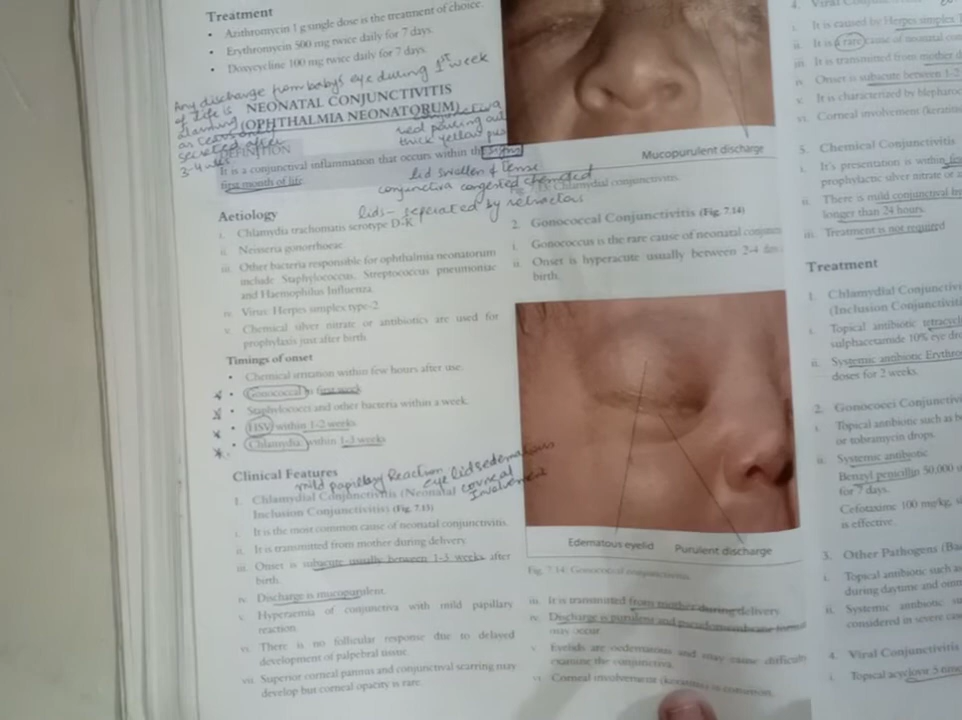 Treatment
• Azithromycin 1 g single dose is the treatment of choice.
• Erythromycin 500 mg twice daily for 7 days.
• Doxycycline 100 mg twice daily for 7 days.
Any discharge from baby's eye during 1st week
of life is
alarming
as
secreted after
3-4 wks.
NEONATAL CONJUNCTIVITIS
(OPHTHALMIA NEONATORUM)
red pouring out
thick yellow pus
DEFINITION
It is a conjunctival inflammation that occurs within the
first month of life.
lid swollen & tense
conjunctiva congested chemosed
lids - seperated by retractors
Aetiology
i. Chlamydia trachomatis serotype D-K
ii. Neisseria gonorrhoeae.
iii. Other bacteria responsible for ophthalmia neonatorum
include Staphylococcus, Streptococcus pneumoniae
and Haemophilus Influenza.
iv. Virus: Herpes simplex type-2
v. Chemical silver nitrate or antibiotics are used for
prophylaxis just after birth.
Timings of onset
• Chemical irritation within few hours after use.
• Gonococcal in first week
• Staphylococci and other bacteria within a week.
• HSV within 1-2 weeks
• Chlamydia within 1-3 weeks
Clinical Features
mild papillary Reaction eye lids edematous
corneal
Involvement
1. Chlamydial Conjunctivitis (Neonatal
Inclusion Conjunctivitis) (Fig. 7.13)
i. It is the most common cause of neonatal conjunctivitis.
ii. It is transmitted from mother during delivery.
iii. Onset is subacute usually between 1-3 weeks after
birth.
iv. Discharge is mucopurulent.
v. Hyperaemia of conjunctiva with mild papillary
reaction.
vi. There is no follicular response due to delayed
development of palpebral tissue.
vii. Superior corneal pannus and conjunctival scarring may
develop but corneal opacity is rare.
Mucopurulent discharge
Chlamydial conjunctivitis.
2. Gonococcal Conjunctivitis (Fig. 7.14)
i. Gonococcus is the rare cause of neonatal
ii. Onset is hyperacute usually between 2-4
birth.
Edematous eyelid Purulent discharge
Fig. 7.14: Gonococcal conjunctivitis.
iii. It is transmitted from mother during delivery.
iv. Discharge is purulent and pseudomembrane
may occur.
v. Eyelids are oedematous and may cause difficulty
examine the conjunctiva.
vi. Corneal involvement (keratitis) is common.
4. Viral
i. It is caused by Herpes simplex
ii. It is a rare cause of neonatal
iii. It is transmitted from mother
iv. Onset is subacute between 1-2
v. It is characterized by
vi. Corneal involvement
5. Chemical Conjunctivitis
i. It's presentation is within
prophylactic silver nitrate or
ii. There is mild conjunctival
longer than 24 hours.
iii. Treatment is not required
Treatment
1. Chlamydial
(Inclusion
i. Topical antibiotic
sulphacetamide 10% eye
ii. Systemic antibiotic
doses for 2 weeks.
2. Gonococci
i. Topical antibiotic such as
or tobramycin drops.
ii. Systemic antibiotic
Benzyl penicillin 50,000
for 7 days.
Cefotaxime 100 mg/kg,
is effective.
3. Other Pathogens
i. Topical antibiotic such as
during daytime and
ii. Systemic antibiotic
considered in severe
4. Viral Conjunctivitis
i. Topical acyclovir 5